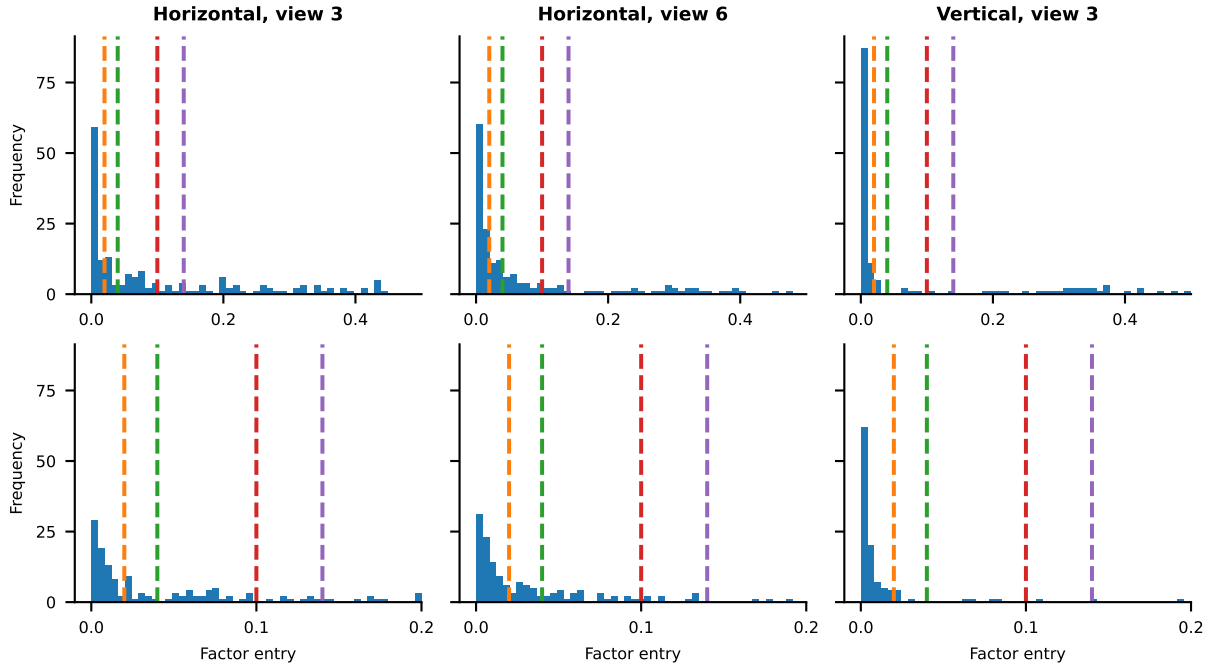 Horizontal, view 3
Horizontal, view 6
Vertical, view 3
Frequency
75
50
25
0
0.0 0.2 0.4
0.0 0.2 0.4
0.0 0.2 0.4
Frequency
75
50
25
0
0.0 0.1 0.2
0.0 0.1 0.2
0.0 0.1 0.2
Factor entry
Factor entry
Factor entry